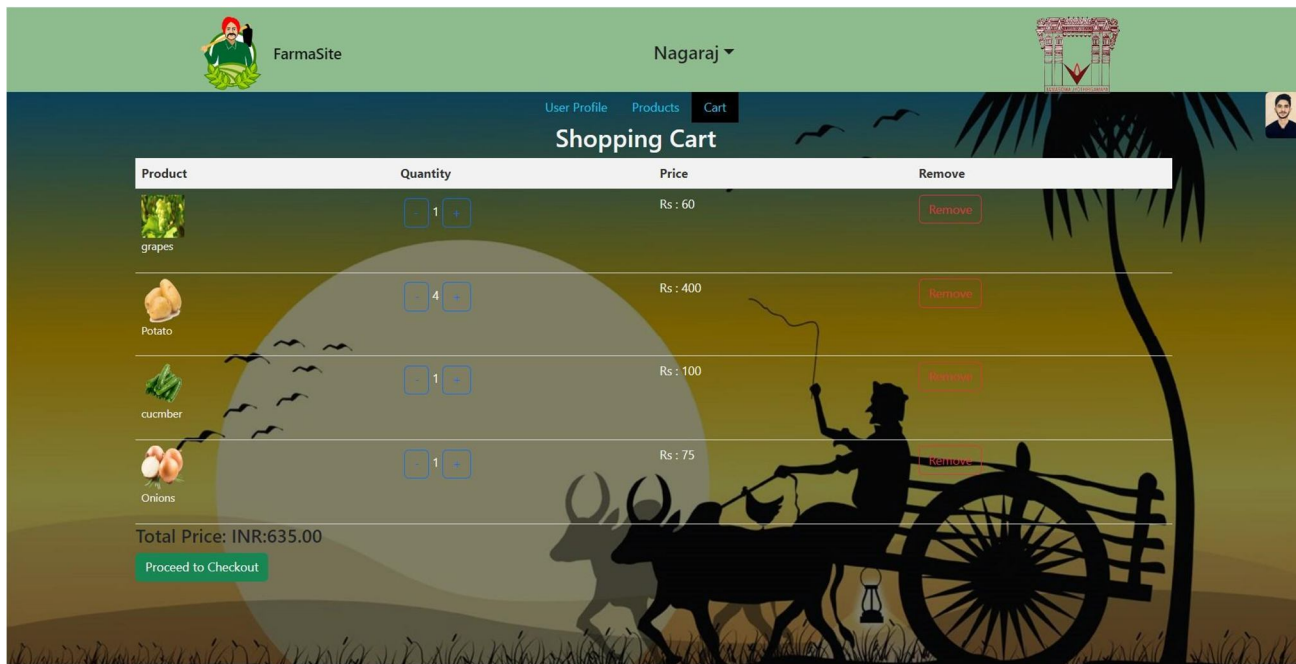 FarmaSite
Nagaraj
User Profile Products Cart
Shopping Cart
Product Quantity Price Remove
- 1 + Rs : 60 Remove
grapes
- 4 + Rs : 400 Remove
Potato
- 1 + Rs : 100 Remove
cucmber
- 1 + Rs : 75 Remove
Onions
Total Price: INR:635.00
Proceed to Checkout